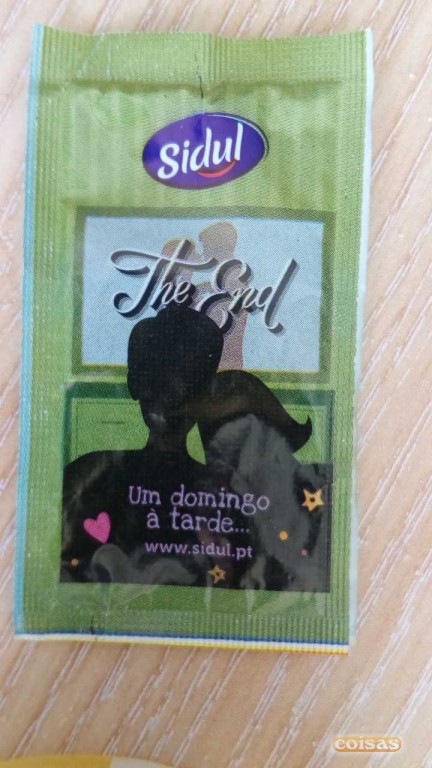 Sidul
The End
Um domingo
à tarde...
www.sidul.pt
coisas